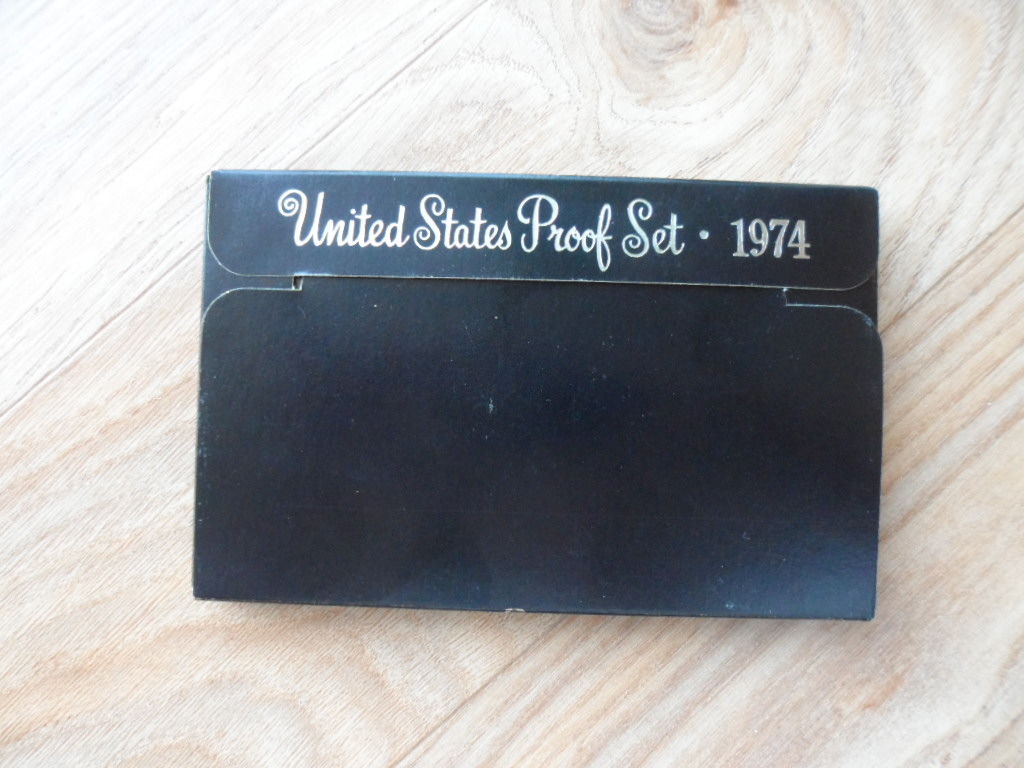 United States Proof Set · 1974